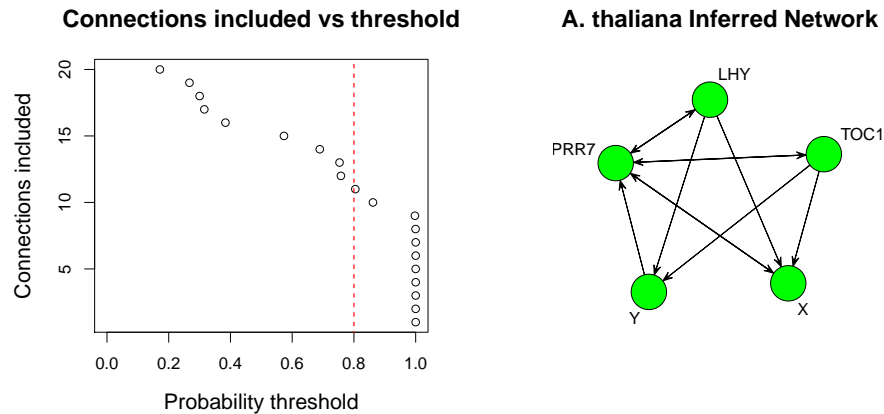 Connections included vs threshold
A. thaliana Inferred Network
Connections included
20
15
10
5
0.0 0.2 0.4 0.6 0.8 1.0
Probability threshold
LHY
TOC1
PRR7
Y
X